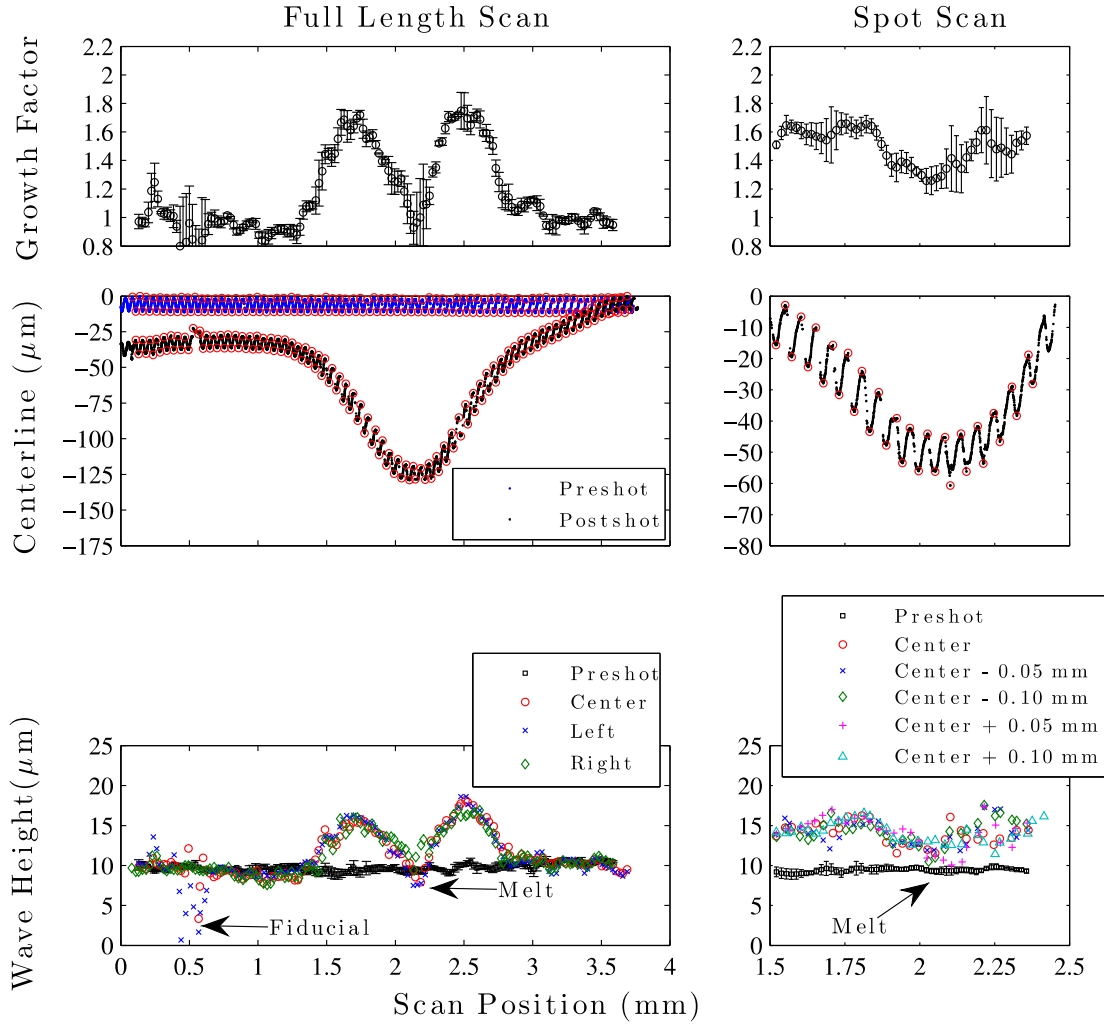 Full Length Scan
Spot Scan
Growth Factor
2.2
2
1.8
1.6
1.4
1.2
1
0.8
2.2
2
1.8
1.6
1.4
1.2
1
0.8
Centerline (μm)
0
−25
−50
−75
−100
−125
−150
−175
Preshot
Postshot
0
−10
−20
−30
−40
−50
−60
−70
−80
Wave Height(μm)
25
20
15
10
5
0
Preshot
Center
Left
Right
Melt
Fiducial
0 0.5 1 1.5 2 2.5 3 3.5 4
Preshot
Center
Center - 0.05 mm
Center - 0.10 mm
Center + 0.05 mm
Center + 0.10 mm
25
20
15
10
5
0
Melt
1.5 1.75 2 2.25 2.5
Scan Position (mm)